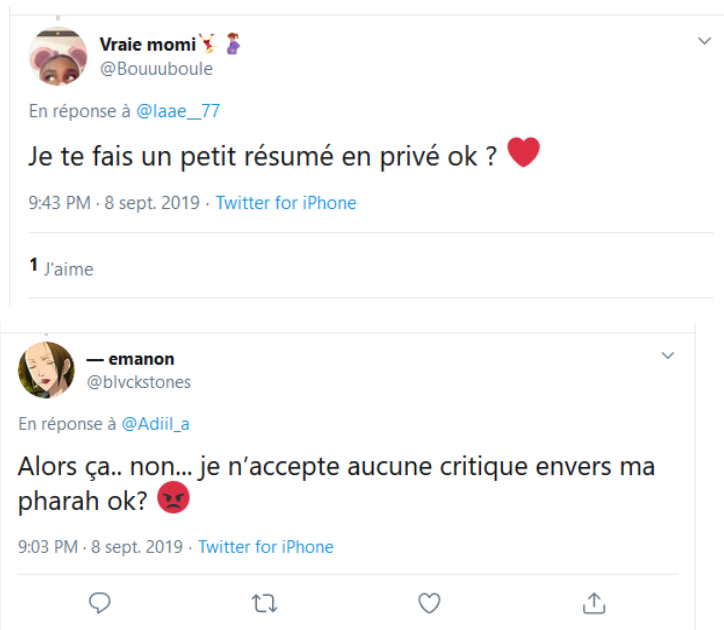 Vraie momi
@Bouuuboule
En réponse à @laae__77
Je te fais un petit résumé en privé ok ?
9:43 PM · 8 sept. 2019 · Twitter for iPhone
1 J'aime
— emanon
@blvckstones
En réponse à @Adiil_a
Alors ça.. non... je n’accepte aucune critique envers ma
pharah ok?
9:03 PM · 8 sept. 2019 · Twitter for iPhone